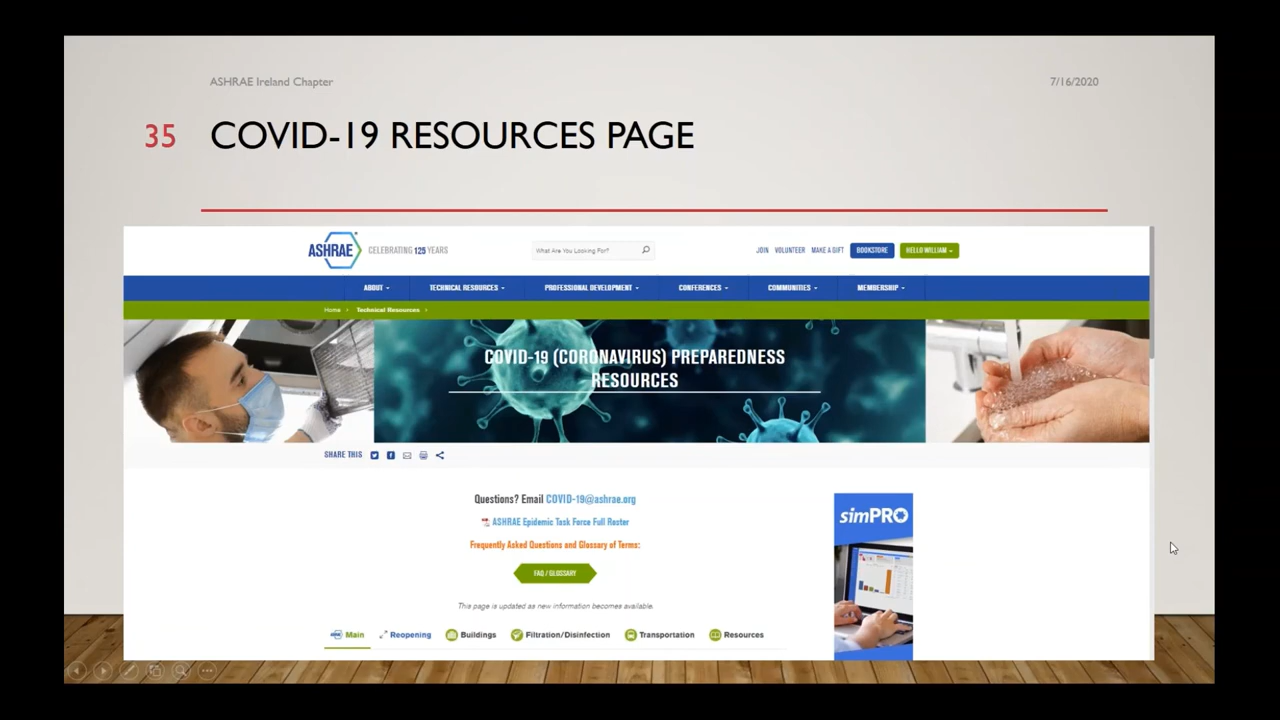 ASHRAE Ireland Chapter
7/16/2020
35 COVID-19 RESOURCES PAGE
ASHRAE CELEBRATING 125 YEARS
What Are You Looking For?
JOIN VOLUNTEER MAKE A GIFT BOOKSTORE HELLO WILLIAM
ABOUT TECHNICAL RESOURCES PROFESSIONAL DEVELOPMENT CONFERENCES COMMUNITIES MEMBERSHIP
Home > Technical Resources >
COVID-19 (CORONAVIRUS) PREPAREDNESS
RESOURCES
SHARE THIS
Questions? Email COVID-19@ashrae.org
ASHRAE Epidemic Task Force Full Roster
Frequently Asked Questions and Glossary of Terms:
FAQ / GLOSSARY
This page is updated as new information becomes available.
Main Reopening Buildings Filtration/Disinfection Transportation Resources
simPRO